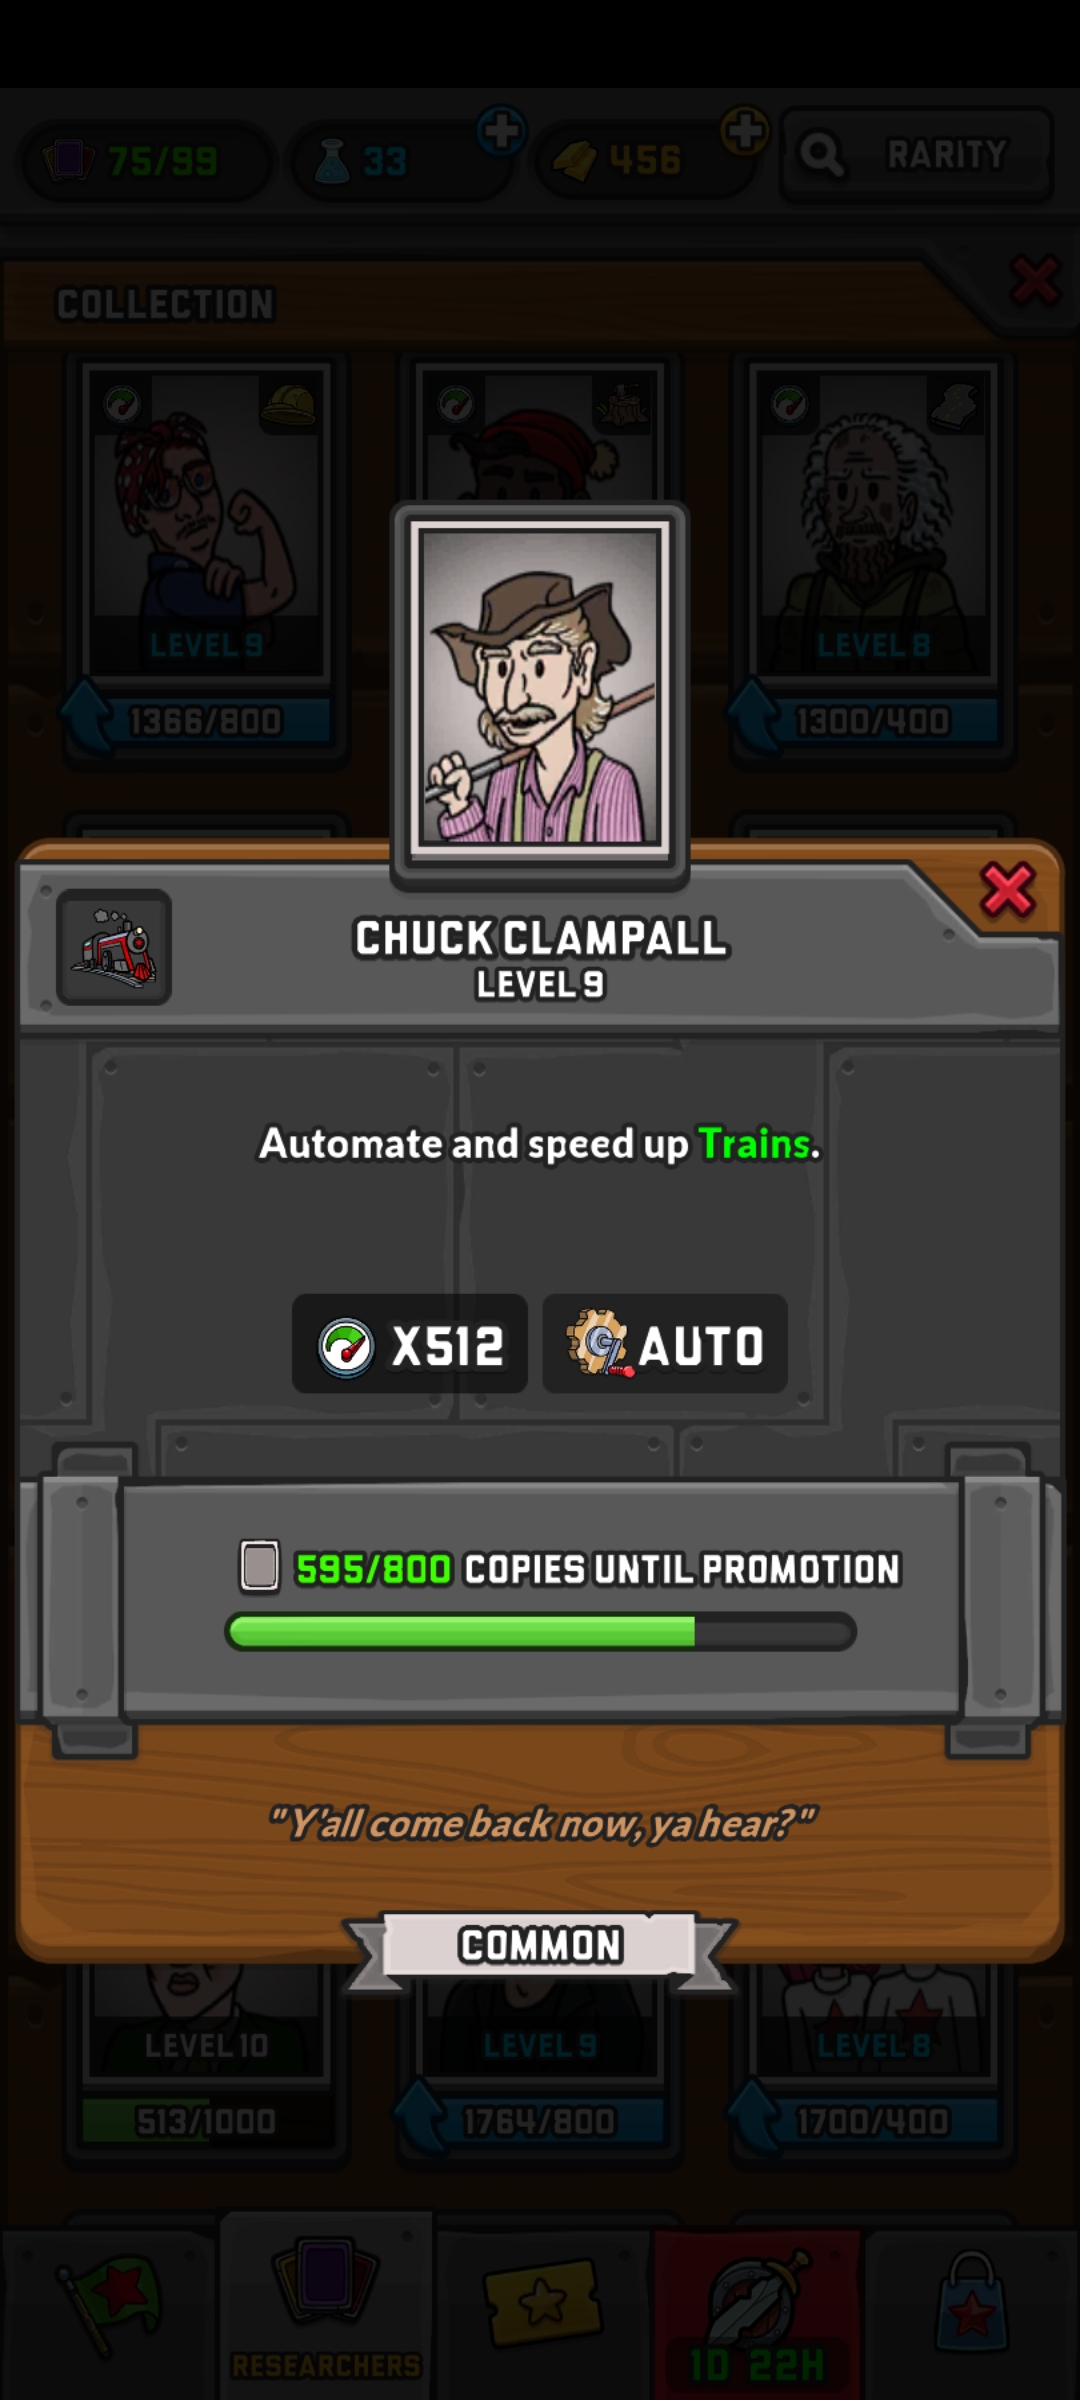 75/99
33
456
RARITY
COLLECTION
LEVEL 9
LEVEL 8
1366/800
1300/400
CHUCK CLAMPALL
LEVEL 9
Automate and speed up Trains.
X512
AUTO
595/800 COPIES UNTIL PROMOTION
"Y'all come back now, ya hear?"
COMMON
LEVEL 10
LEVEL 9
LEVEL 8
513/1000
1764/800
1700/400
RESEARCHERS
1D 22H